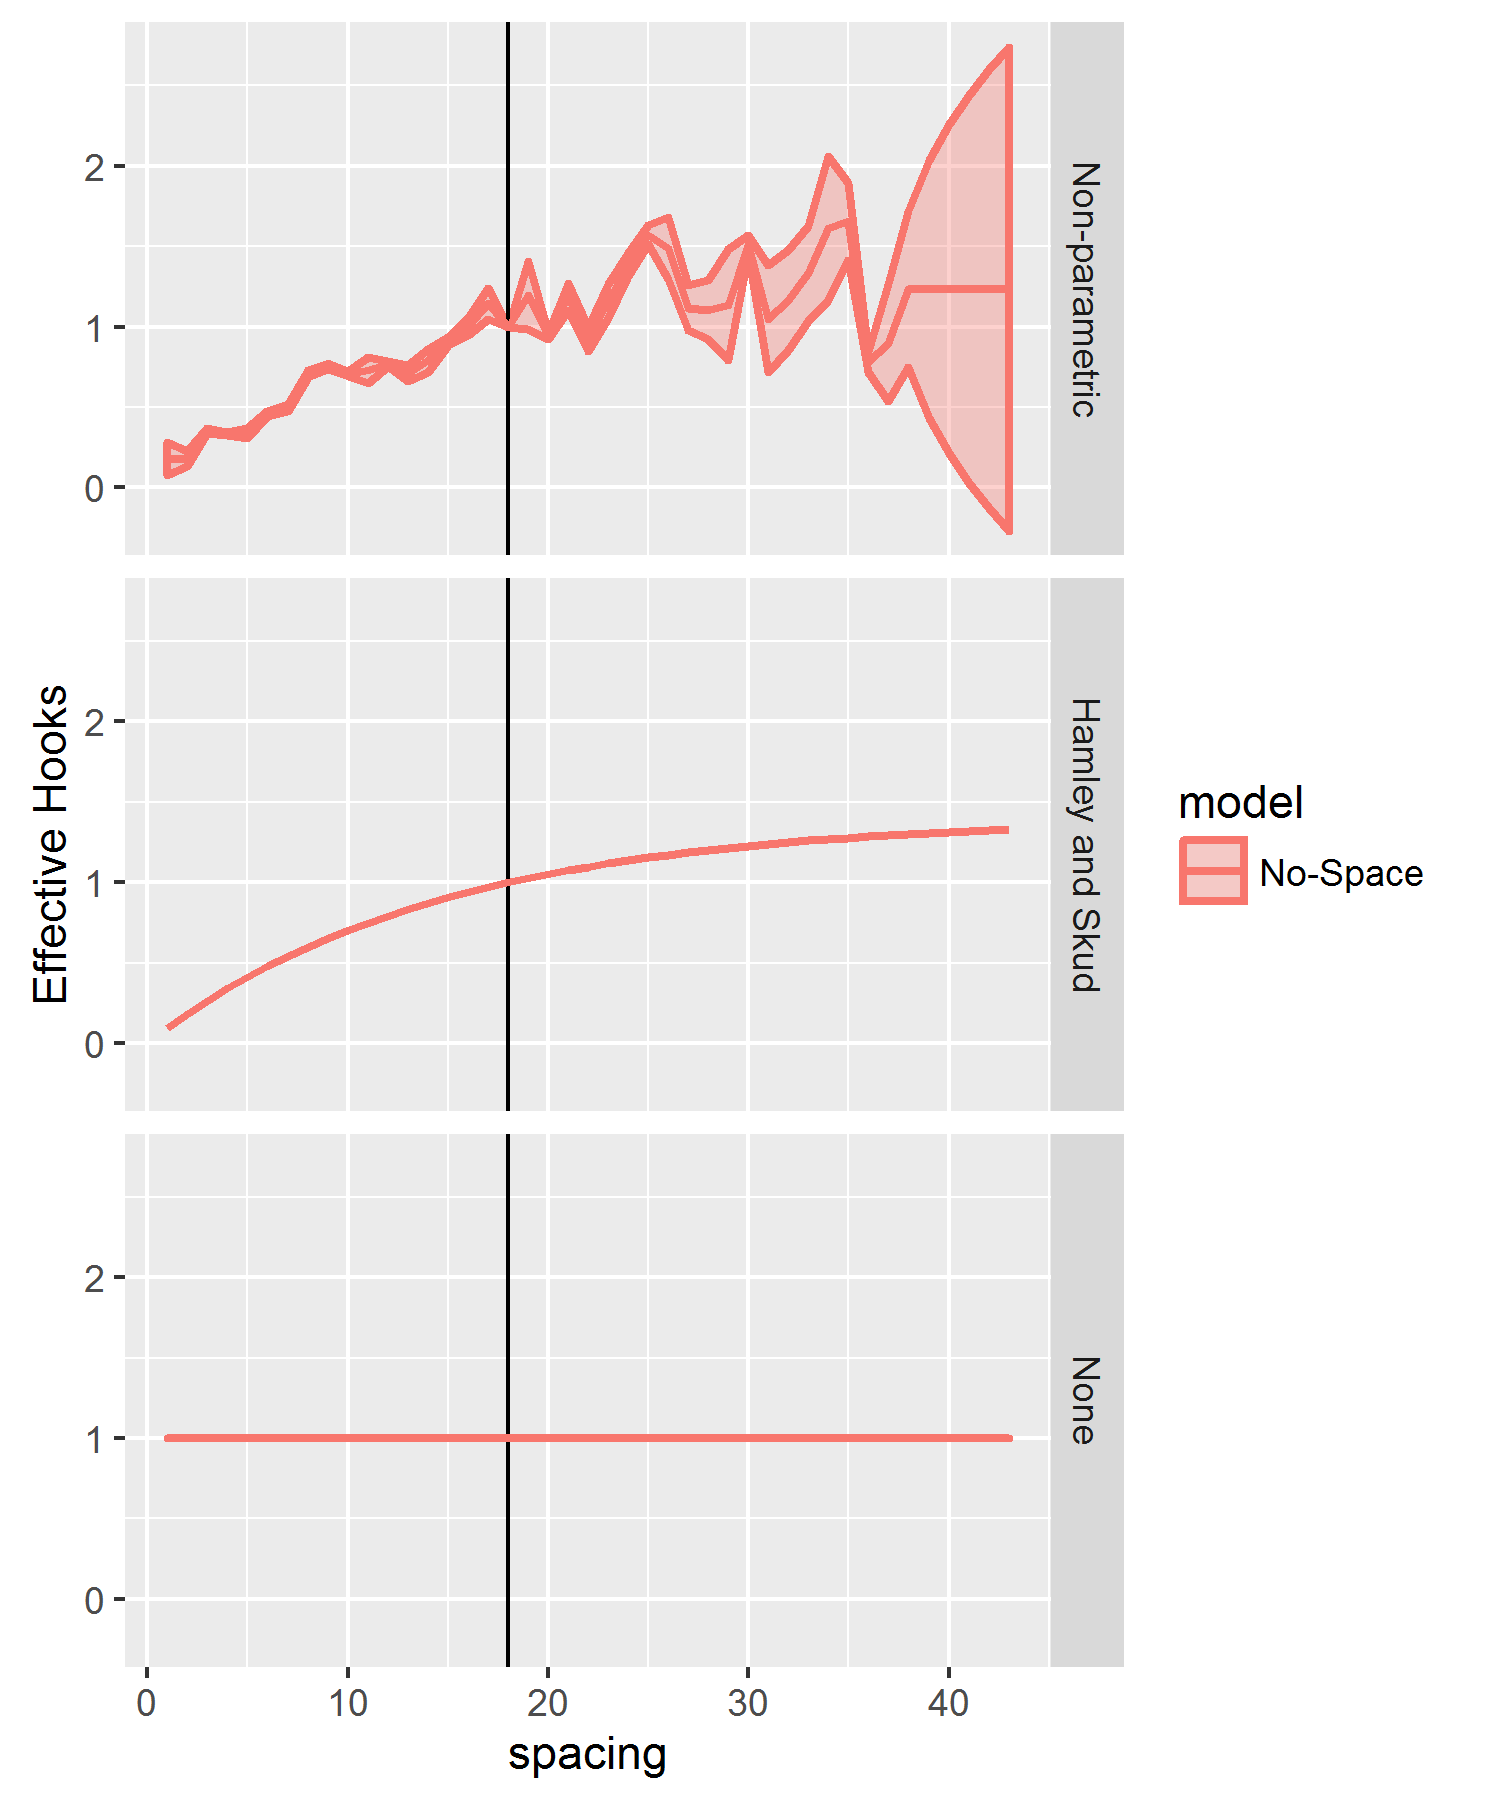 2
1
0
Non-parametric
Effective Hooks
2
1
0
Hamley and Skud
model
No-Space
2
1
0
None
0
10
20
30
40
spacing